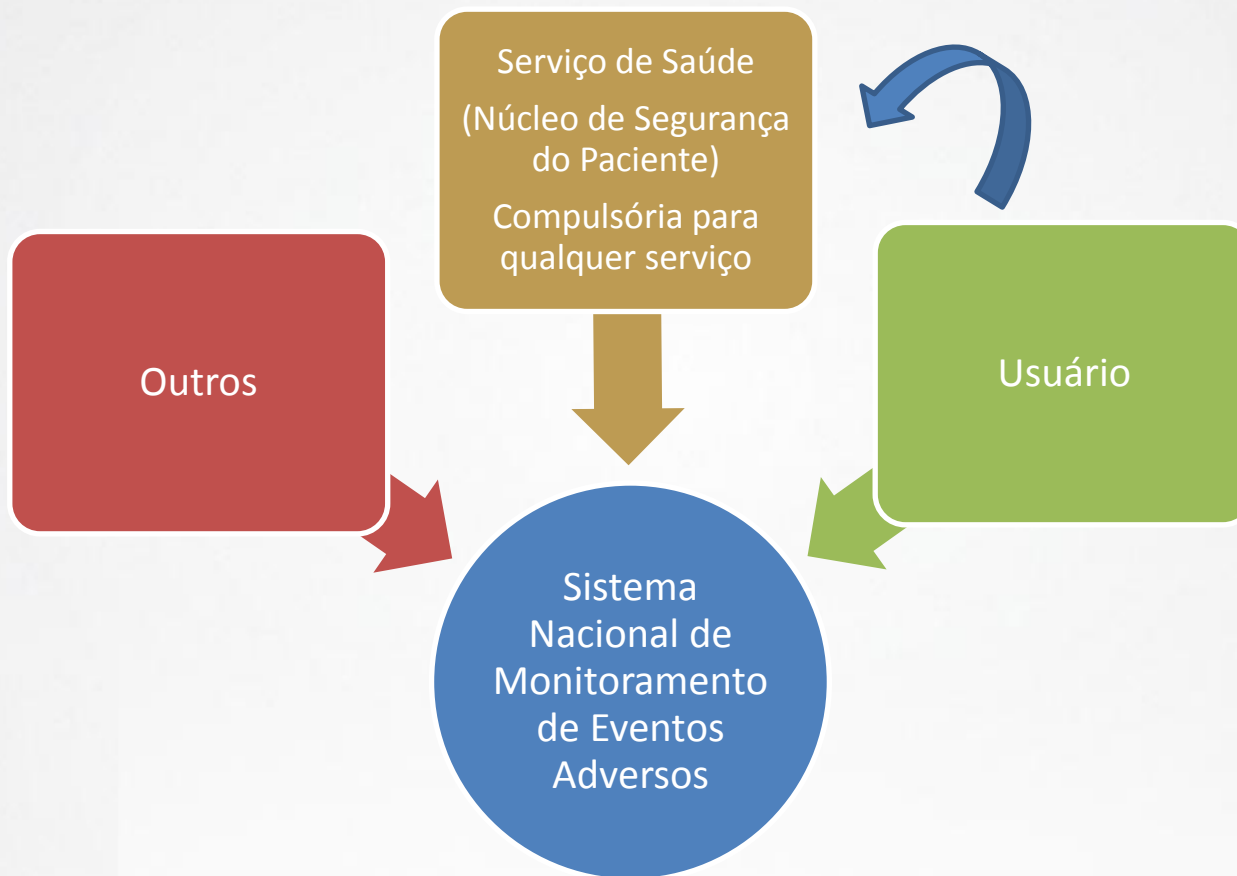 Serviço de Saúde
(Núcleo de Segurança
do Paciente)
Compulsória para
qualquer serviço
Outros
Usuário
Sistema
Nacional de
Monitoramento
de Eventos
Adversos